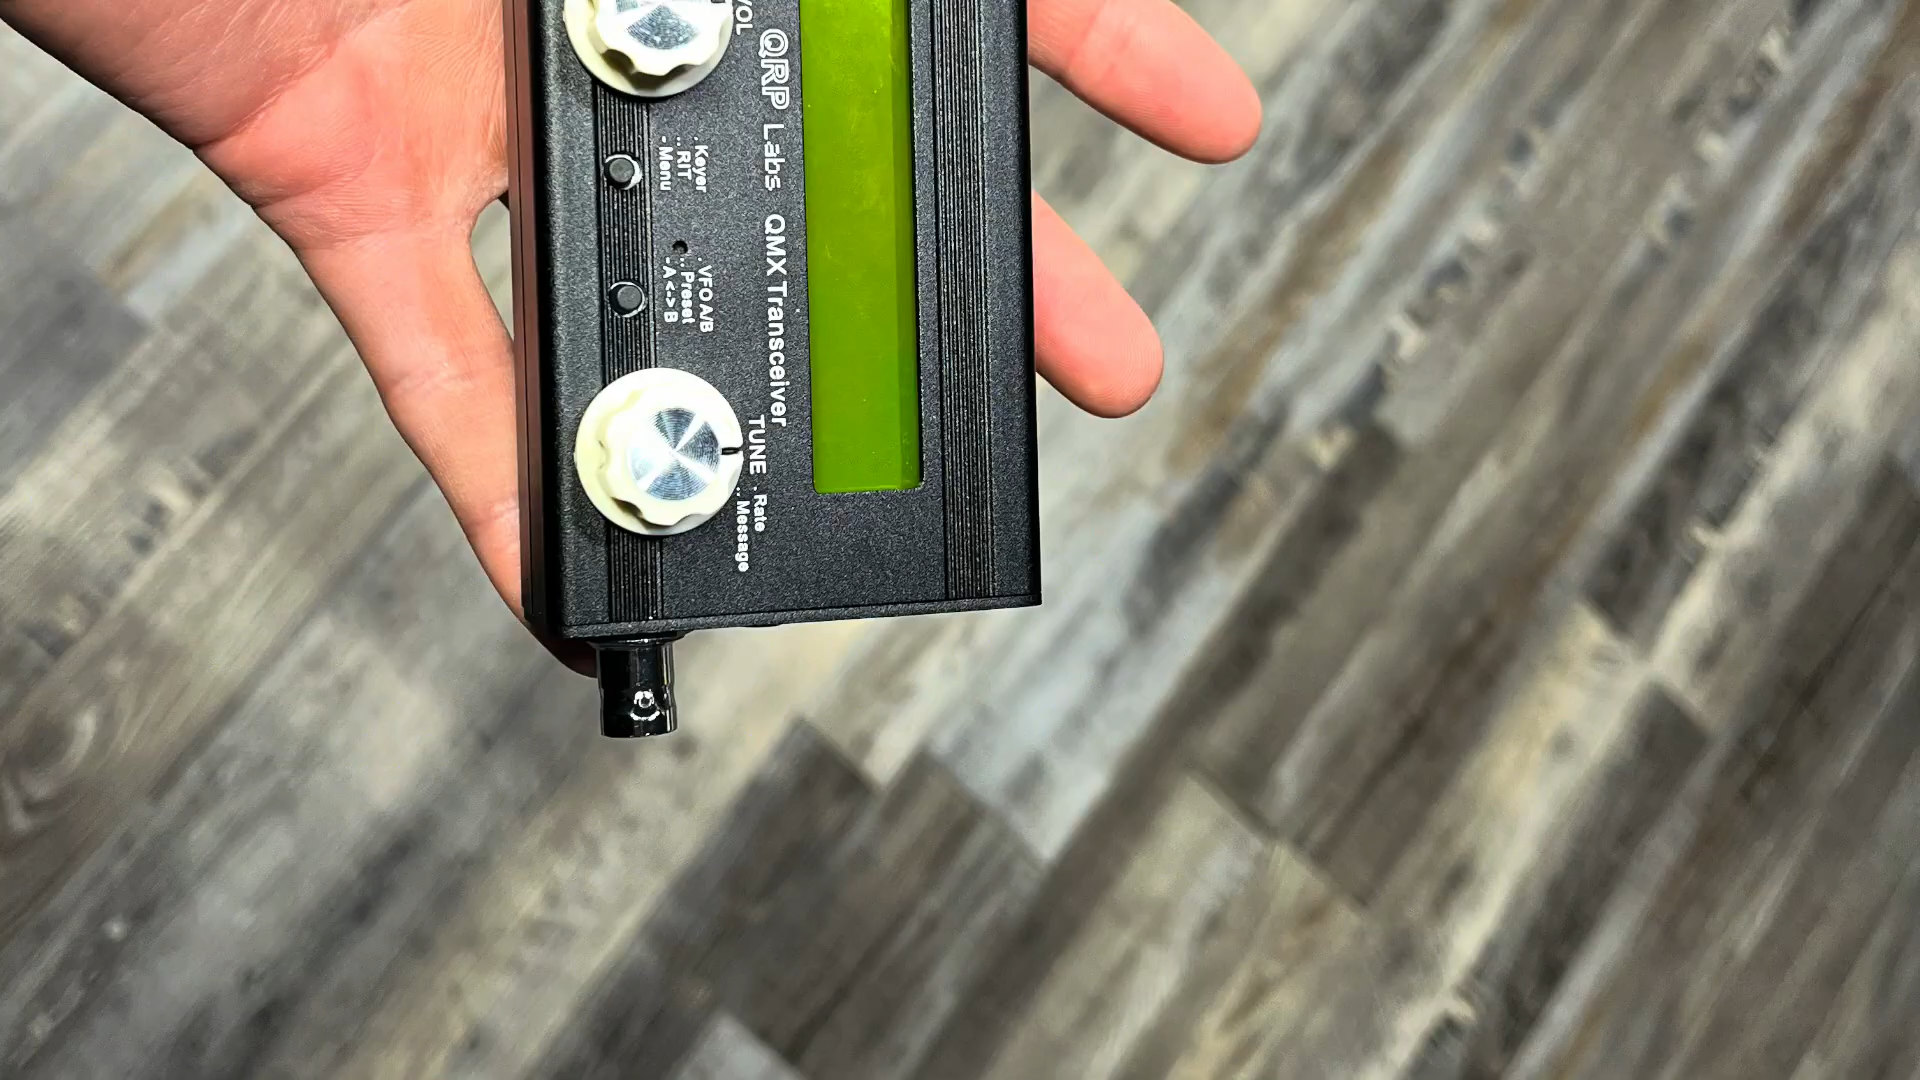 VOL
QRP Labs QMX Transceiver
. Keyer
.. RIT
- Menu
. VFO A/B
.. Preset
- A <-> B
TUNE . Rate
.. Message